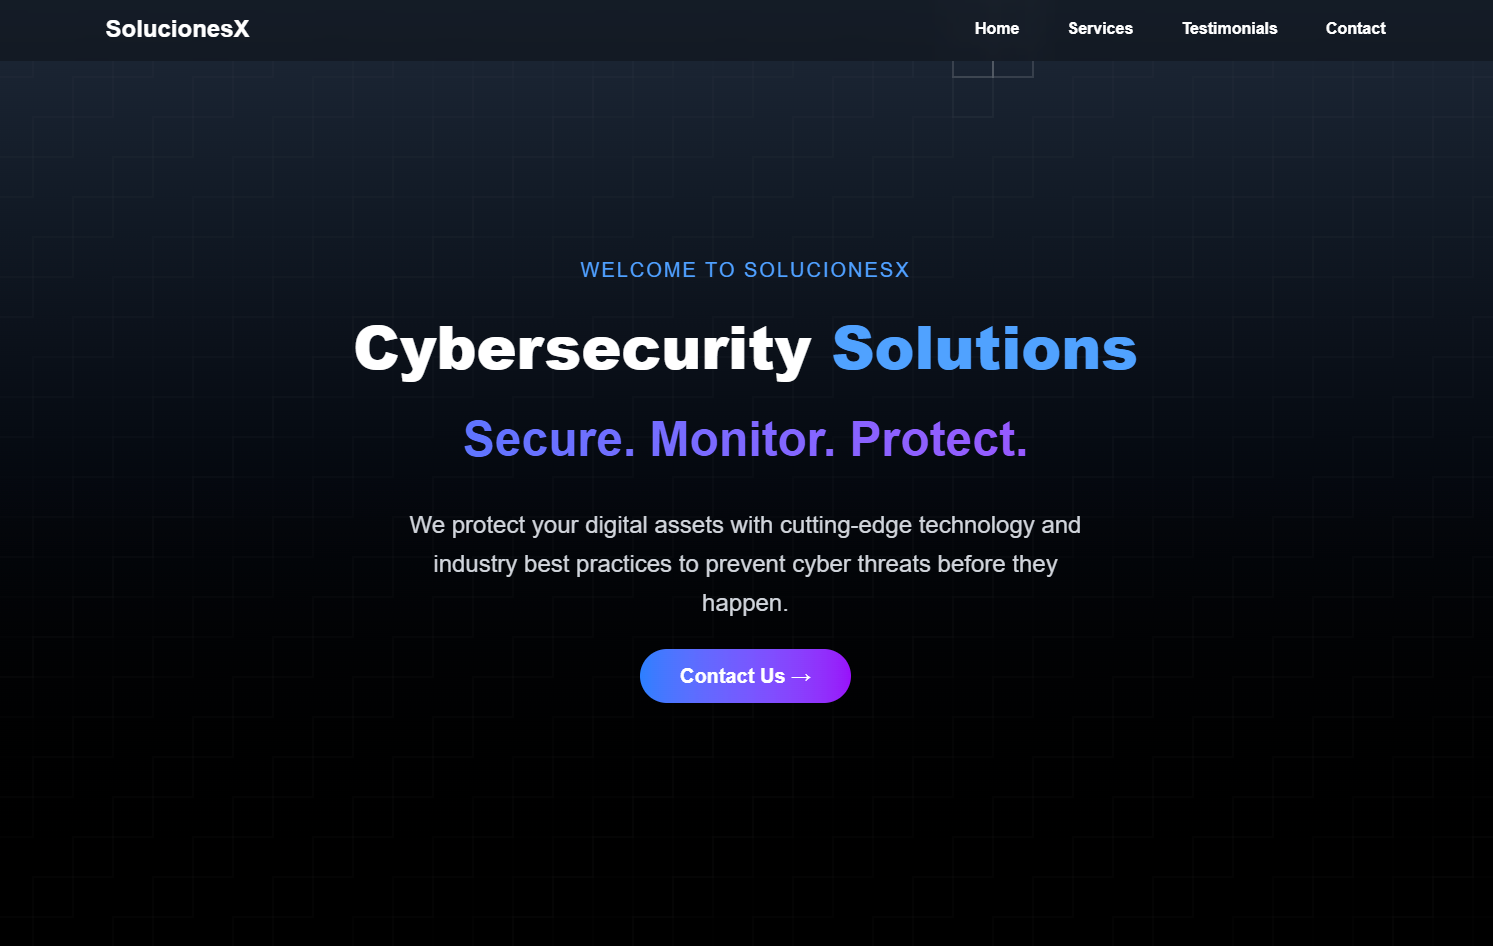 SolucionesX
Home Services Testimonials Contact
WELCOME TO SOLUCIONESX
Cybersecurity Solutions
Secure. Monitor. Protect.
We protect your digital assets with cutting-edge technology and
industry best practices to prevent cyber threats before they
happen.
Contact Us →